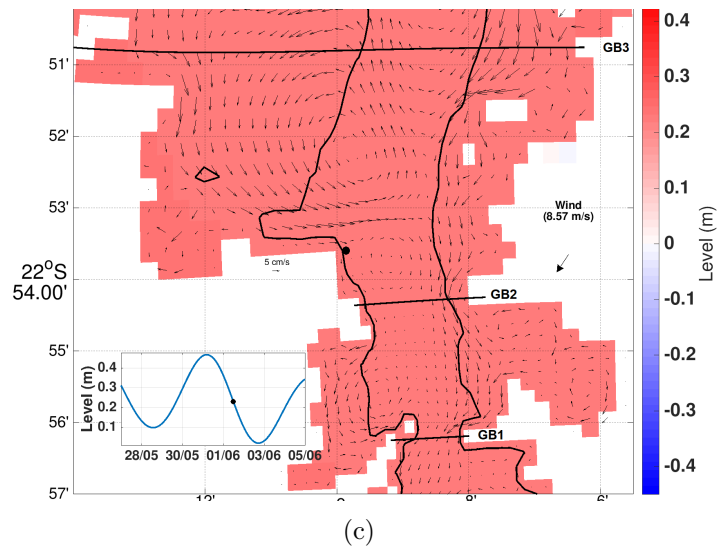 GB3
51'
52'
53'
22°S
54.00'
55'
56'
57'
Wind
(8.57 m/s)
5 cm/s
GB2
GB1
8'
6'
Level (m)
0.4
0.3
0.2
0.1
28/05 30/05 01/06 03/06 05/06
0.4
0.3
0.2
0.1
0
-0.1
-0.2
-0.3
-0.4
Level (m)
(c)